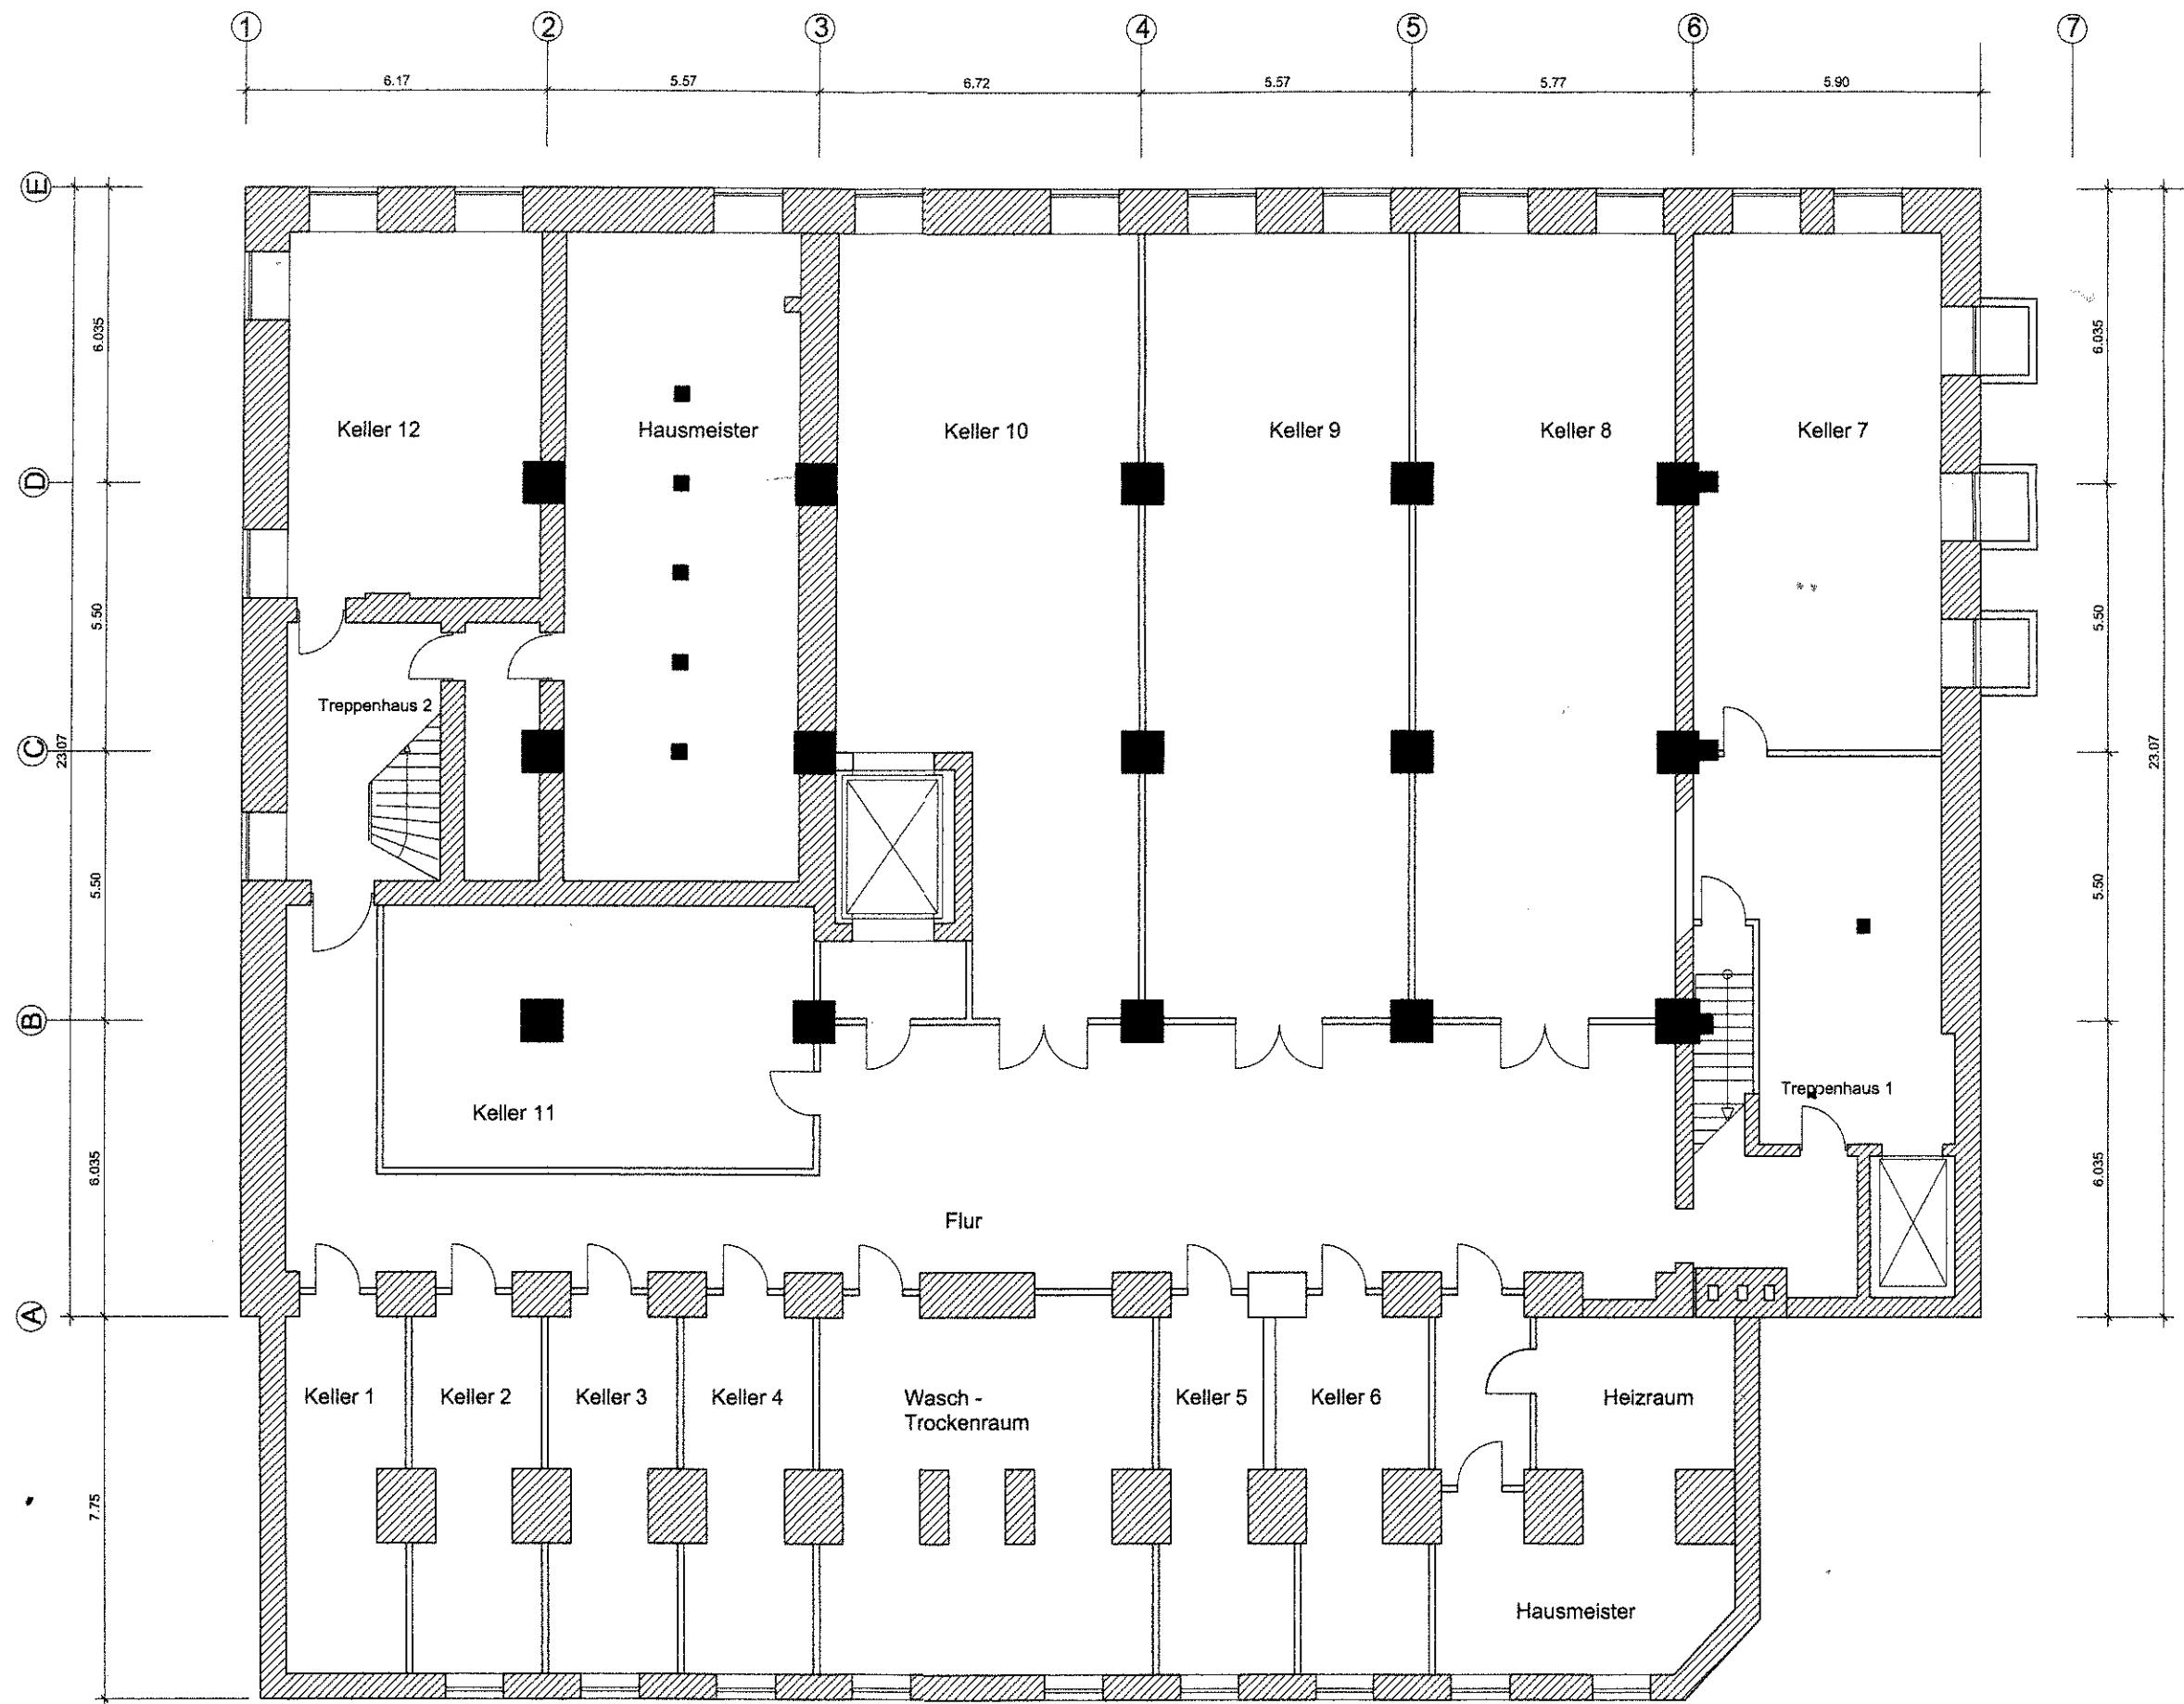 1 2 3 4 5 6 7
6.17 5.57 6.72 5.57 5.77 5.90
E
6.035 6.035
Keller 12 Hausmeister Keller 10 Keller 9 Keller 8 Keller 7
D
5.50 5.50
Treppenhaus 2
C
23.07 23.07
5.50 5.50
B
Treppenhaus 1
Keller 11
6.035 6.035
Flur
A
Keller 1 Keller 2 Keller 3 Keller 4 Wasch - Keller 5 Keller 6 Heizraum
Trockenraum
7.75
Hausmeister